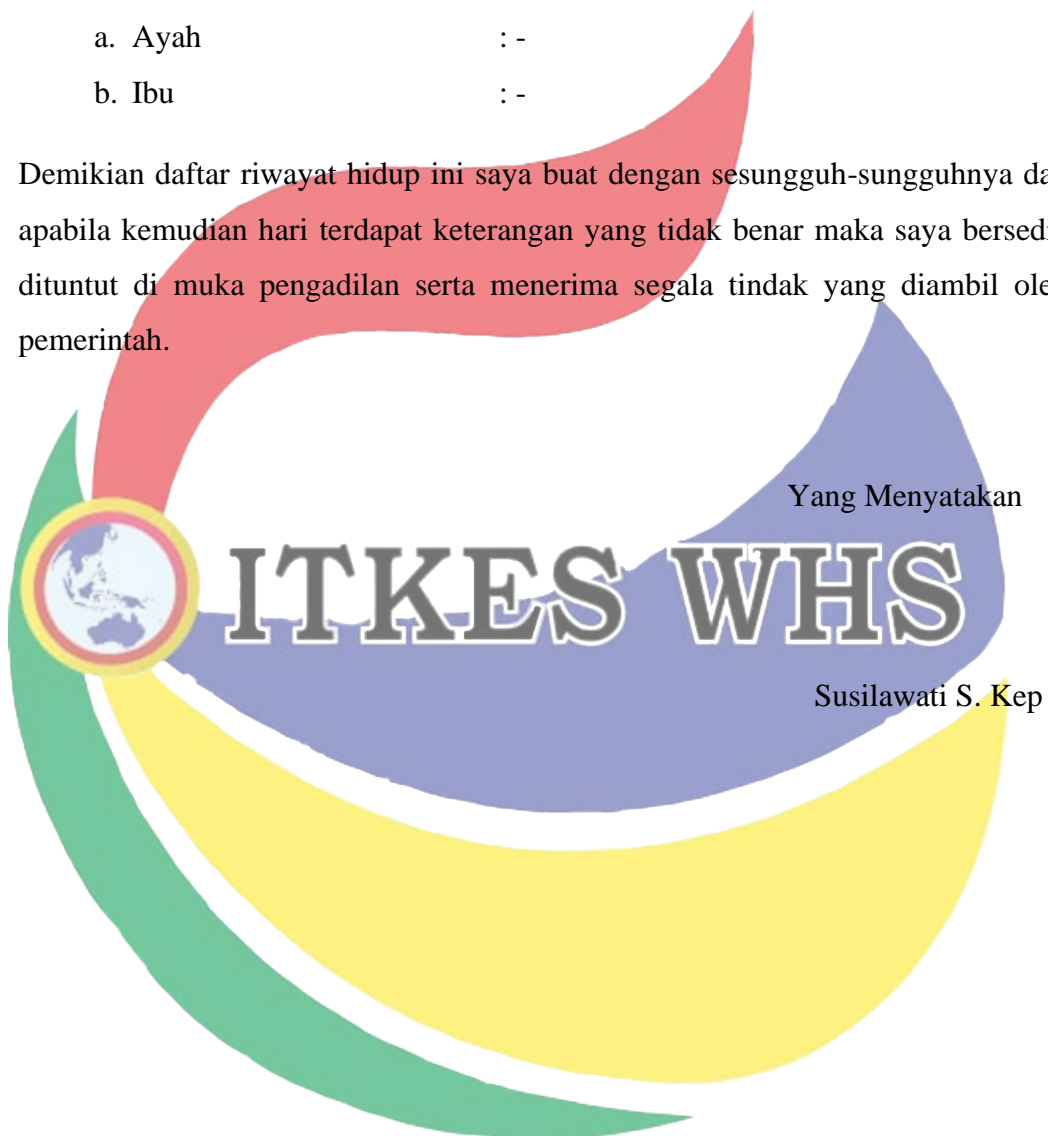 a. Ayah : -
b. Ibu : -
Demikian daftar riwayat hidup ini saya buat dengan sesungguh-sungguhnya da
apabila kemudian hari terdapat keterangan yang tidak benar maka saya bersedi
dituntut di muka pengadilan serta menerima segala tindak yang diambil ole
pemerintah.
Yang Menyatakan
ITKES WHS
Susilawati S. Kep